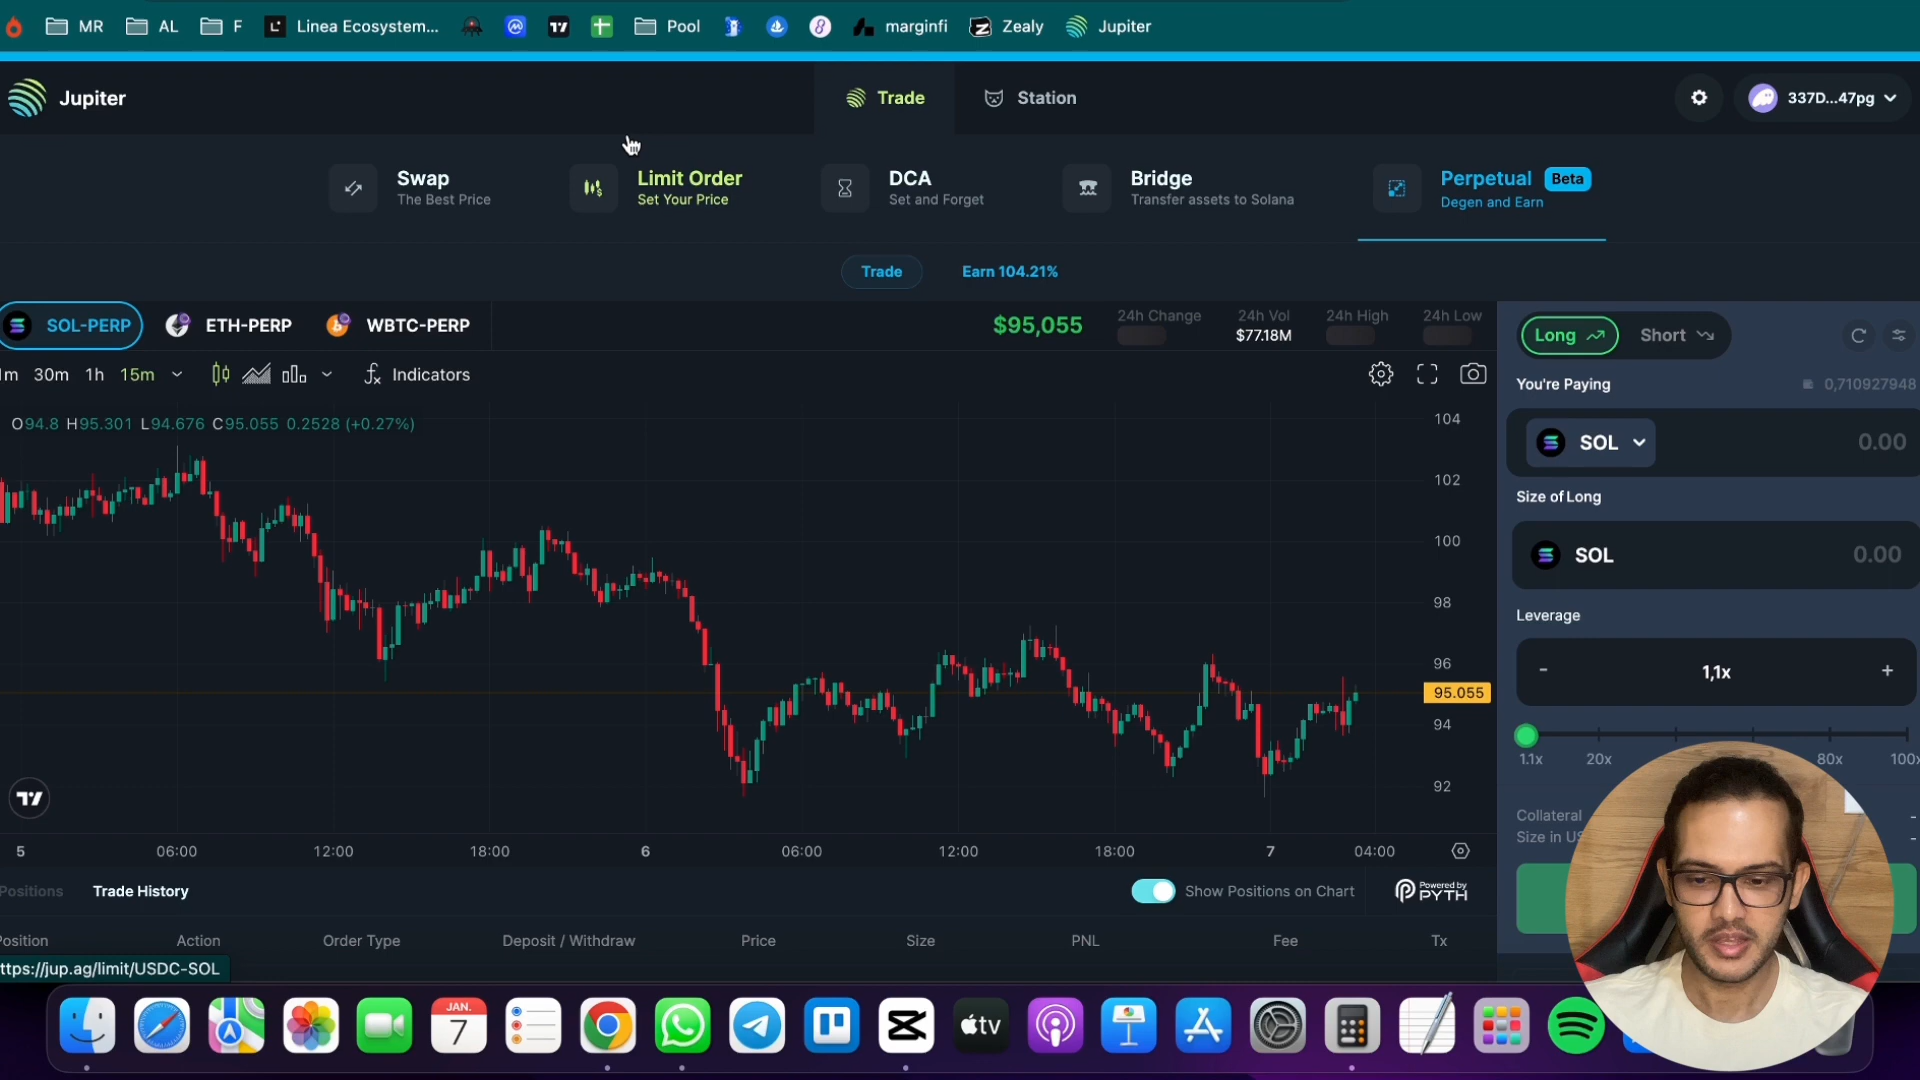 MR AL F Linea Ecosystem... Pool marginfi Zealy Jupiter
Jupiter Trade Station 337D...47pg
Swap
The Best Price
Limit Order
Set Your Price
DCA
Set and Forget
Bridge
Transfer assets to Solana
Perpetual Beta
Degen and Earn
Trade Earn 104.21%
SOL-PERP ETH-PERP WBTC-PERP
$95,055
24h Change
24h Vol
$77.18M
24h High
24h Low
1m 30m 1h 15m Indicators
O94.8 H95.301 L94.676 C95.055 0.2528 (+0.27%)
104
102
100
98
96
95.055
94
92
5 06:00 12:00 18:00 6 06:00 12:00 18:00 7 04:00
Long Short
You're Paying 0,710927948
SOL 0.00
Size of Long
SOL 0.00
Leverage
- 1,1x +
1.1x 20x 80x 100x
Collateral -
Size in US -
Positions Trade History
Show Positions on Chart
Powered by
PYTH
Position Action Order Type Deposit / Withdraw Price Size PNL Fee Tx
ttps://jup.ag/limit/USDC-SOL
JAN.
7
tv